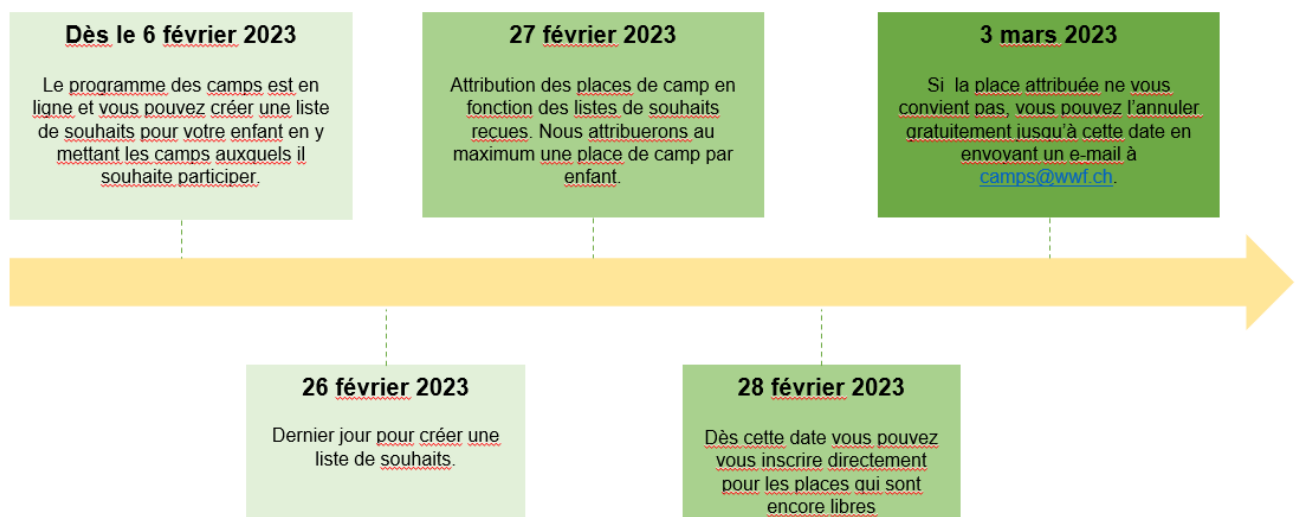 Dès le 6 février 2023
Le programme des camps est en
ligne et vous pouvez créer une liste
de souhaits pour votre enfant en y
mettant les camps auxquels il
souhaite participer.
27 février 2023
Attribution des places de camp en
fonction des listes de souhaits
reçues. Nous attribuerons au
maximum une place de camp par
enfant.
3 mars 2023
Si  la place attribuée ne vous
convient pas, vous pouvez l’annuler
gratuitement jusqu’à cette date en
envoyant un e-mail à
camps@wwf.ch.
26 février 2023
Dernier jour pour créer une
liste de souhaits.
28 février 2023
Dès cette date vous pouvez
vous inscrire directement
pour les places qui sont
encore libres